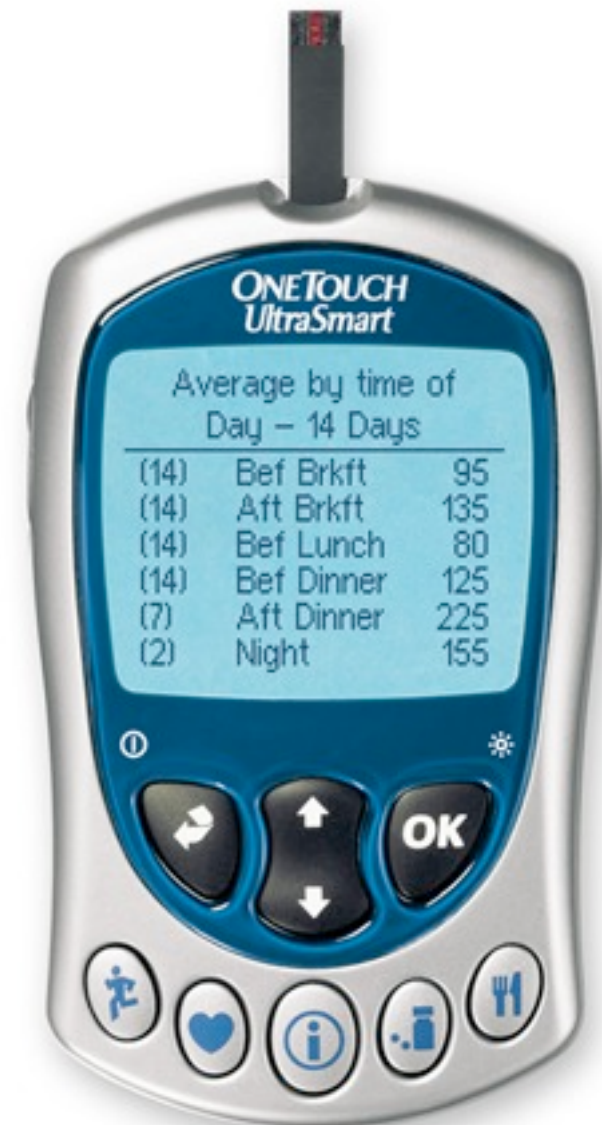 ONETOUCH
UltraSmart
Average by time of
Day – 14 Days
(14) Bef Brkft 95
(14) Aft Brkft 135
(14) Bef Lunch 80
(14) Bef Dinner 125
(7) Aft Dinner 225
(2) Night 155
OK